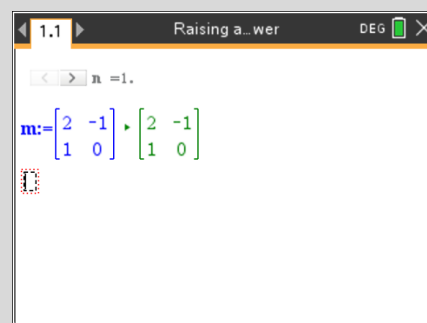 1.1 Raising a...wer DEG
< > n =1.
m:=[2 -1
1 0] ▸ [2 -1
1 0]